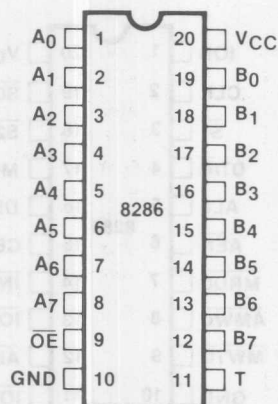 A0 1 20 VCC
A1 2 19 B0
A2 3 18 B1
A3 4 17 B2
A4 5 16 B3
8286
A5 6 15 B4
A6 7 14 B5
A7 8 13 B6
OE 9 12 B7
GND 10 11 T